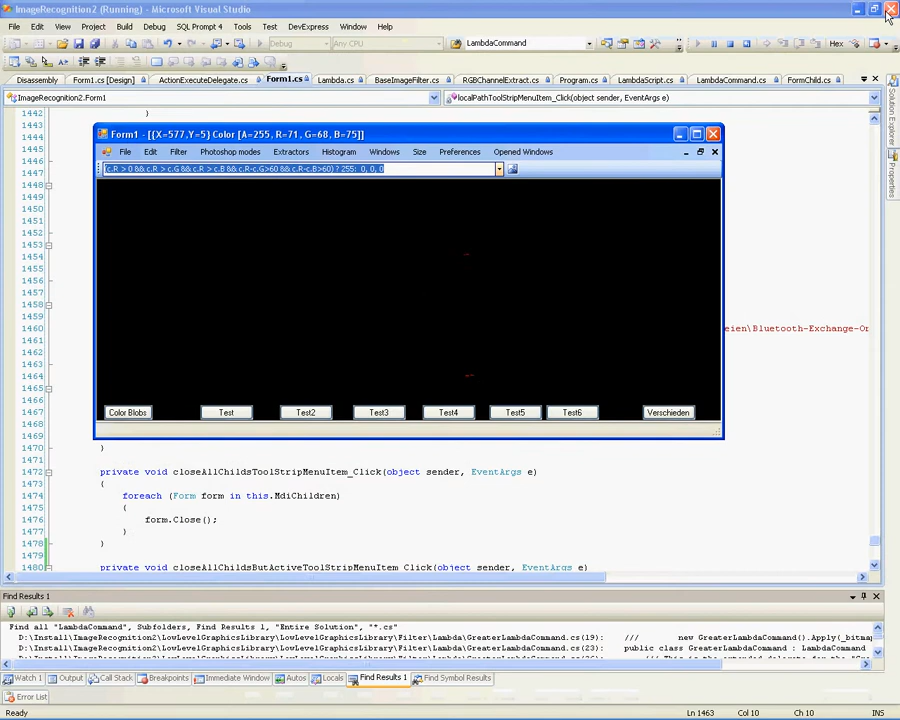 ImageRecognition2 (Running) - Microsoft Visual Studio
File Edit View Project Build Debug SQL Prompt 4 Tools Test DevExpress Window Help
Debug Any CPU LambdaCommand Hex
Disassembly Form1.cs [Design] ActionExecuteDelegate.cs Form1.cs Lambda.cs BaseImageFilter.cs RGBChannelExtract.cs Program.cs LambdaScript.cs LambdaCommand.cs FormChild.cs
ImageRecognition2.Form1 localPathToolStripMenuItem_Click(object sender, EventArgs e)
Solution Explorer
Properties
1442 }
1443
1444
1445
1446
1447
1448
1449
1450
1451
1452
1453
1454
1455
1456
1457
1458
1459
1460 eien\Bluetooth-Exchange-Or
1461
1462
1463
1464
1465
1466
1467
1468
1469
1470 }
1472 private void closeAllChildsToolStripMenuItem_Click(object sender, EventArgs e)
1473 {
1474 foreach (Form form in this.MdiChildren)
1475 {
1476 form.Close();
1477 }
1478 }
1479
1480 private void closeAllChildsButActiveToolStripMenuItem_Click(object sender, EventArgs e)
Form1 - [(X=577,Y=5) Color [A=255, R=71, G=68, B=75]]
File Edit Filter Photoshop modes Extractors Histogram Windows Size Preferences Opened Windows
(c.R > 0 && c.R > c.G && c.R > c.B && c.R-c.G>60 && c.R-c.B>60) ? 255: 0, 0, 0
Color Blobs Test Test2 Test3 Test4 Test5 Test6 Verschieden
Find Results 1
Find all "LambdaCommand", Subfolders, Find Results 1, "Entire Solution", "*.cs"
D:\Install\ImageRecognition2\LowLevelGraphicsLibrary\Filter\Lambda\GreaterLambdaCommand.cs(19): /// new GreaterLambdaCommand().Apply(_bitma
D:\Install\ImageRecognition2\LowLevelGraphicsLibrary\Filter\Lambda\GreaterLambdaCommand.cs(23): public class GreaterLambdaCommand : LambdaCommand
Watch 1 Output Call Stack Breakpoints Immediate Window Autos Locals Find Results 1 Find Symbol Results
Error List
Ready Ln 1463 Col 10 Ch 10 INS